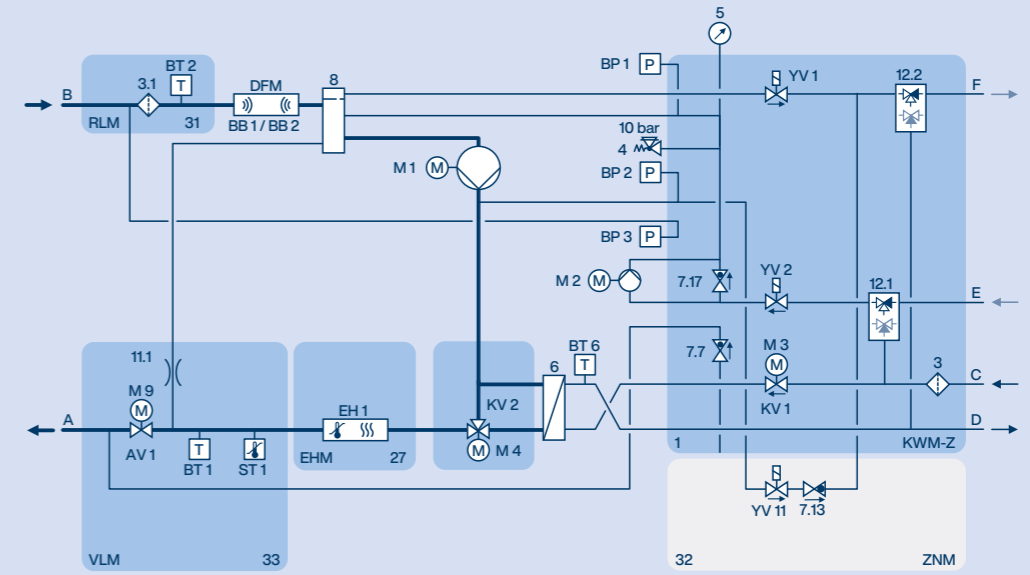 5
BP 1
P
YV 1
12.2
F
BT 2
T
3.1
B
RLM
31
DFM
BB 1 / BB 2
8
10 bar
4
M 1
M
BP 2
P
BP 3
P
M 2
M
7.17
YV 2
12.1
E
11.1
M 9
M
A
AV 1
T
BT 1
ST 1
VLM
33
EH 1
EHM
27
KV 2
M
M 4
6
BT 6
T
7.7
M 3
M
KV 1
3
C
D
1
KWM-Z
YV 11
7.13
32
ZNM